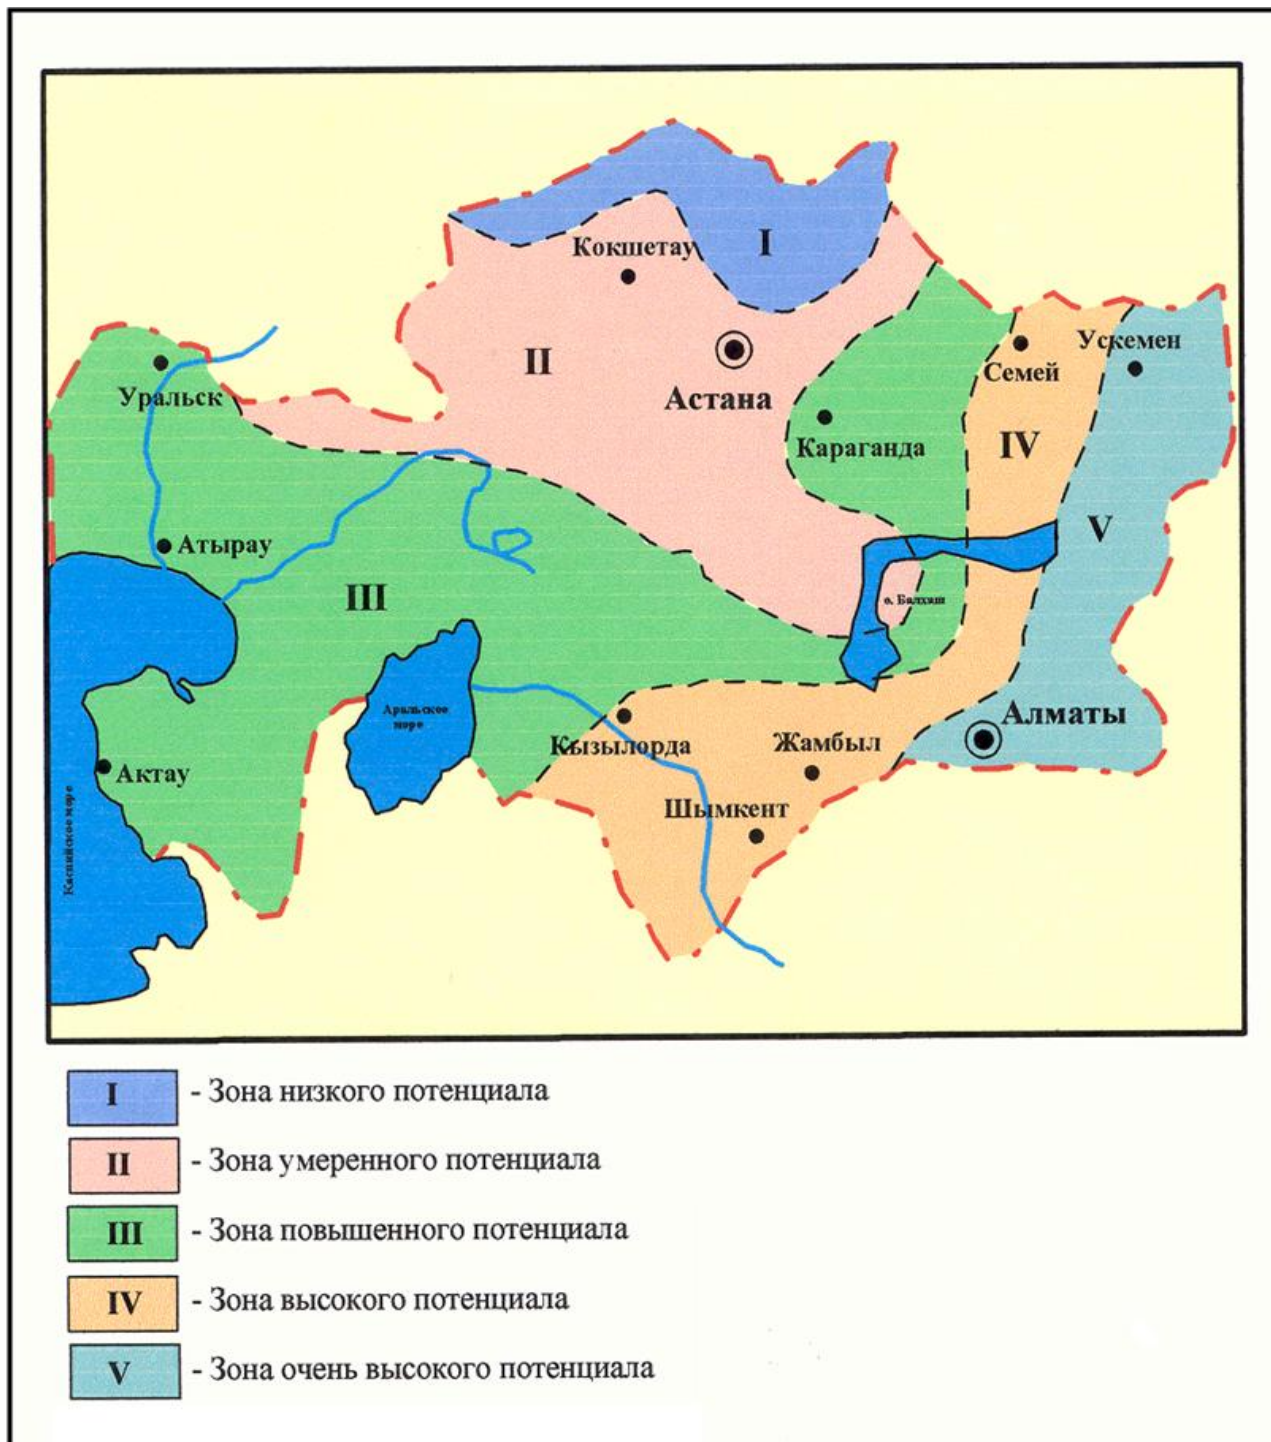 I
Кокшетау
II
Ускемен
Уральск
Астана
Семей
Караганда
IV
V
Атырау
III
о. Балхаш
Аральское
море
Алматы
Кызылорда
Жамбыл
Актау
Шымкент
Каспийское море
I - Зона низкого потенциала
II - Зона умеренного потенциала
III - Зона повышенного потенциала
IV - Зона высокого потенциала
V - Зона очень высокого потенциала